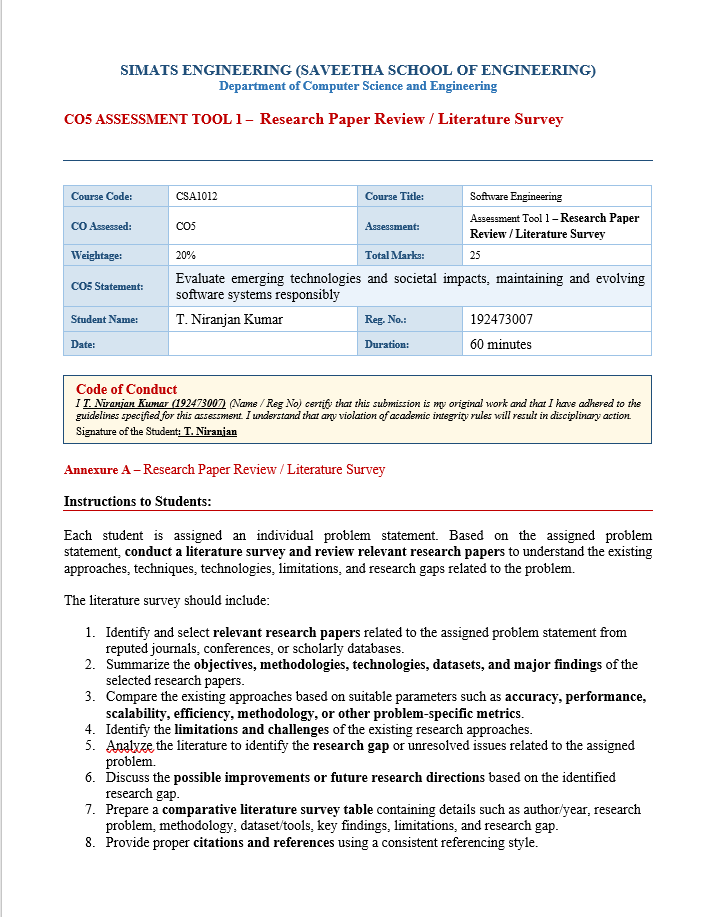 SIMATS ENGINEERING (SAVEETHA SCHOOL OF ENGINEERING)
Department of Computer Science and Engineering
CO5 ASSESSMENT TOOL 1 – Research Paper Review / Literature Survey
Course Code: CSA1012 Course Title: Software Engineering
CO Assessed: CO5 Assessment: Assessment Tool 1 – Research Paper
Review / Literature Survey
Weightage: 20% Total Marks: 25
CO5 Statement: Evaluate emerging technologies and societal impacts, maintaining and evolving
software systems responsibly
Student Name: T. Niranjan Kumar Reg. No.: 192473007
Date: Duration: 60 minutes
Code of Conduct
I T. Niranjan Kumar (192473007) (Name / Reg No) certify that this submission is my original work and that I have adhered to the
guidelines specified for this assessment. I understand that any violation of academic integrity rules will result in disciplinary action.
Signature of the Student: T. Niranjan
Annexure A – Research Paper Review / Literature Survey
Instructions to Students:
Each student is assigned an individual problem statement. Based on the assigned problem
statement, conduct a literature survey and review relevant research papers to understand the existing
approaches, techniques, technologies, limitations, and research gaps related to the problem.
The literature survey should include:
1. Identify and select relevant research papers related to the assigned problem statement from
reputed journals, conferences, or scholarly databases.
2. Summarize the objectives, methodologies, technologies, datasets, and major findings of the
selected research papers.
3. Compare the existing approaches based on suitable parameters such as accuracy, performance,
scalability, efficiency, methodology, or other problem-specific metrics.
4. Identify the limitations and challenges of the existing research approaches.
5. Analyze the literature to identify the research gap or unresolved issues related to the assigned
problem.
6. Discuss the possible improvements or future research directions based on the identified
research gap.
7. Prepare a comparative literature survey table containing details such as author/year, research
problem, methodology, dataset/tools, key findings, limitations, and research gap.
8. Provide proper citations and references using a consistent referencing style.